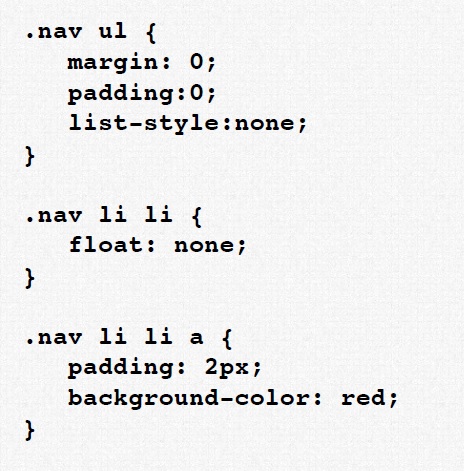 .nav ul {
   margin: 0;
   padding:0;
   list-style:none;
}

.nav li li {
   float: none;
}

.nav li li a {
   padding: 2px;
   background-color: red;
}